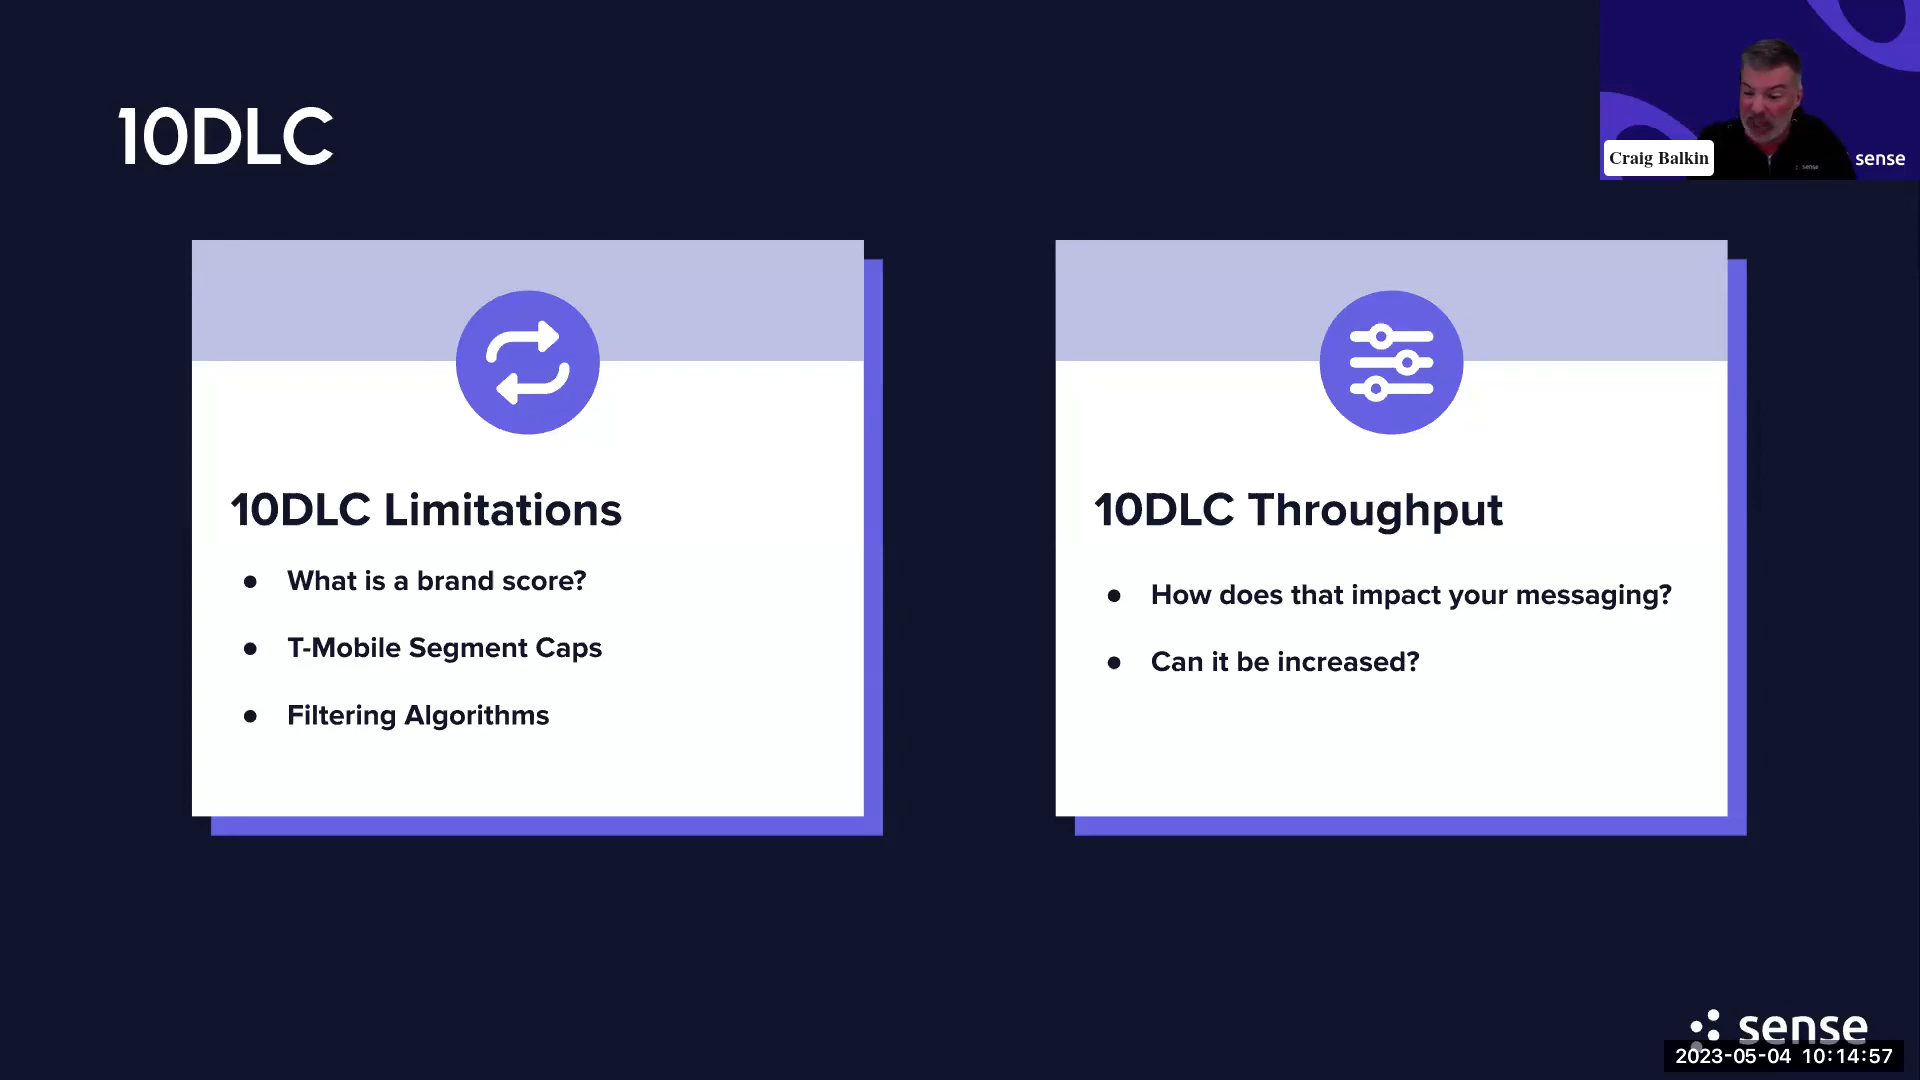 10DLC
Craig Balkin
sense
sense
10DLC Limitations
● What is a brand score?
● T-Mobile Segment Caps
● Filtering Algorithms
10DLC Throughput
● How does that impact your messaging?
● Can it be increased?
sense
2023-05-04 10:14:57